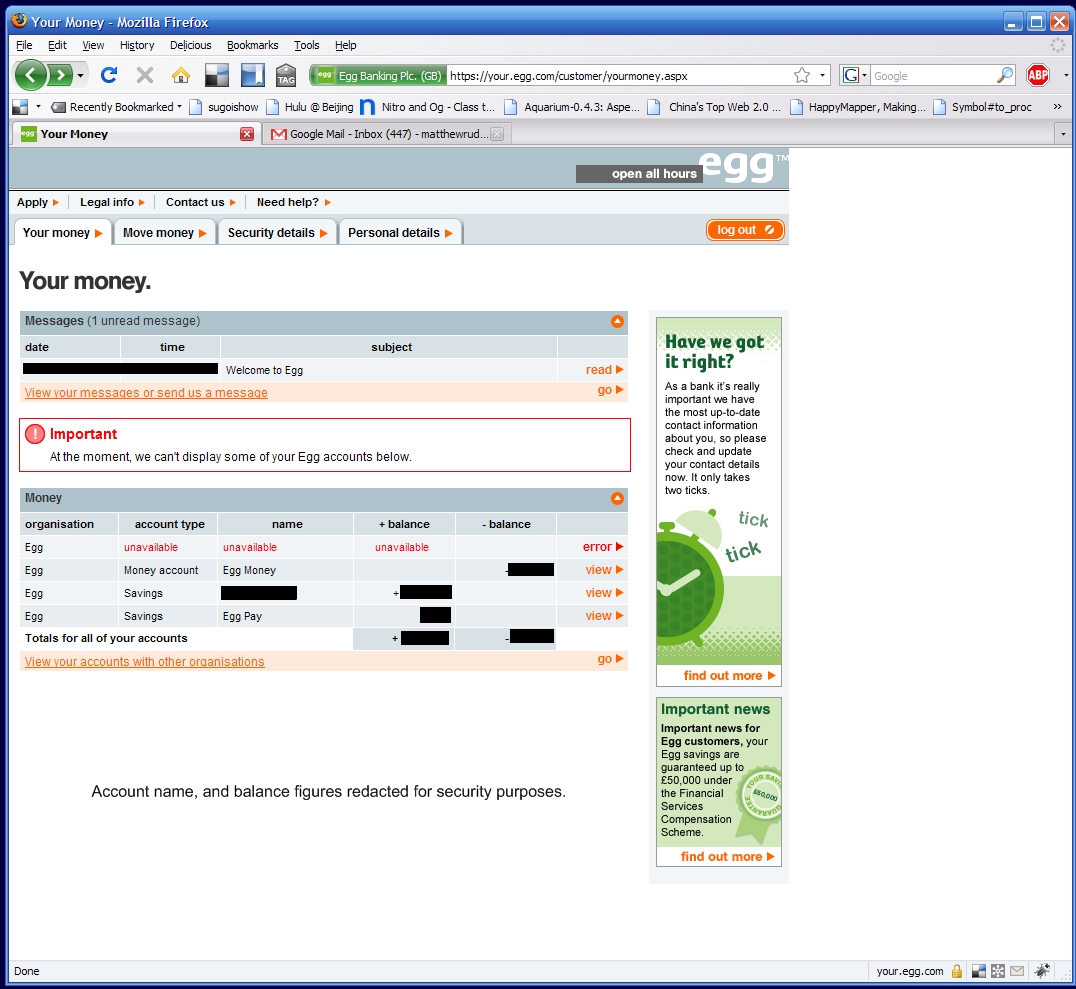 Your Money - Mozilla Firefox
File Edit View History Delicious Bookmarks Tools Help
TAG egg Egg Banking Plc. (GB) https://your.egg.com/customer/yourmoney.aspx G Google ABP
Recently Bookmarked sugoishow Hulu @ Beijing n Nitro and Og - Class t... Aquarium-0.4.3: Aspe... China's Top Web 2.0 ... HappyMapper, Making... Symbol#to_proc »
egg Your Money Google Mail - Inbox (447) - matthewrud...
open all hours egg™
Apply Legal info Contact us Need help?
Your money Move money Security details Personal details log out
Your money.
Messages (1 unread message)
date time subject
Welcome to Egg read
View your messages or send us a message go
! Important
At the moment, we can't display some of your Egg accounts below.
Money
organisation account type name + balance - balance
Egg unavailable unavailable unavailable error
Egg Money account Egg Money - view
Egg Savings + view
Egg Savings Egg Pay view
Totals for all of your accounts + -
View your accounts with other organisations go
Account name, and balance figures redacted for security purposes.
Have we got
it right?
As a bank it's really
important we have
the most up-to-date
contact information
about you, so please
check and update
your contact details
now. It only takes
two ticks.
tick
tick
find out more
Important news
Important news for
Egg customers, your
Egg savings are
guaranteed up to
£50,000 under
the Financial
Services
Compensation
Scheme.
YOUR SAVI
£50,000
GUARANTEE
find out more
Done your.egg.com